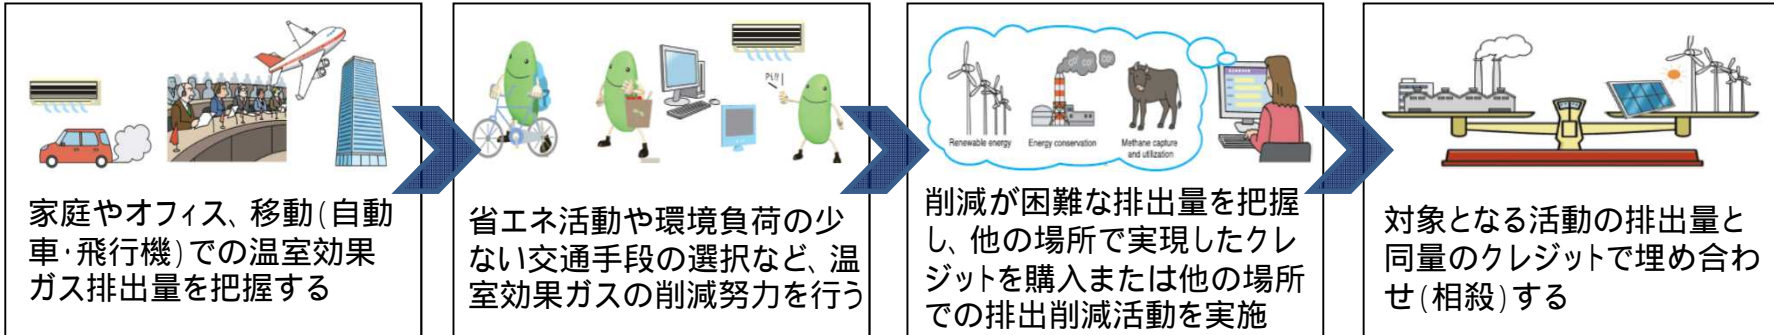 家庭やオフィス、移動(自動
車・飛行機)での温室効果
ガス排出量を把握する
Pi!!
省エネ活動や環境負荷の少
ない交通手段の選択など、温
室効果ガスの削減努力を行う
CO² CO² CO²
Renewable energy
Energy conservation
Methane capture
and utilization
削減が困難な排出量を把握
し、他の場所で実現したクレ
ジットを購入または他の場所
での排出削減活動を実施
対象となる活動の排出量と
同量のクレジットで埋め合わ
せ(相殺)する